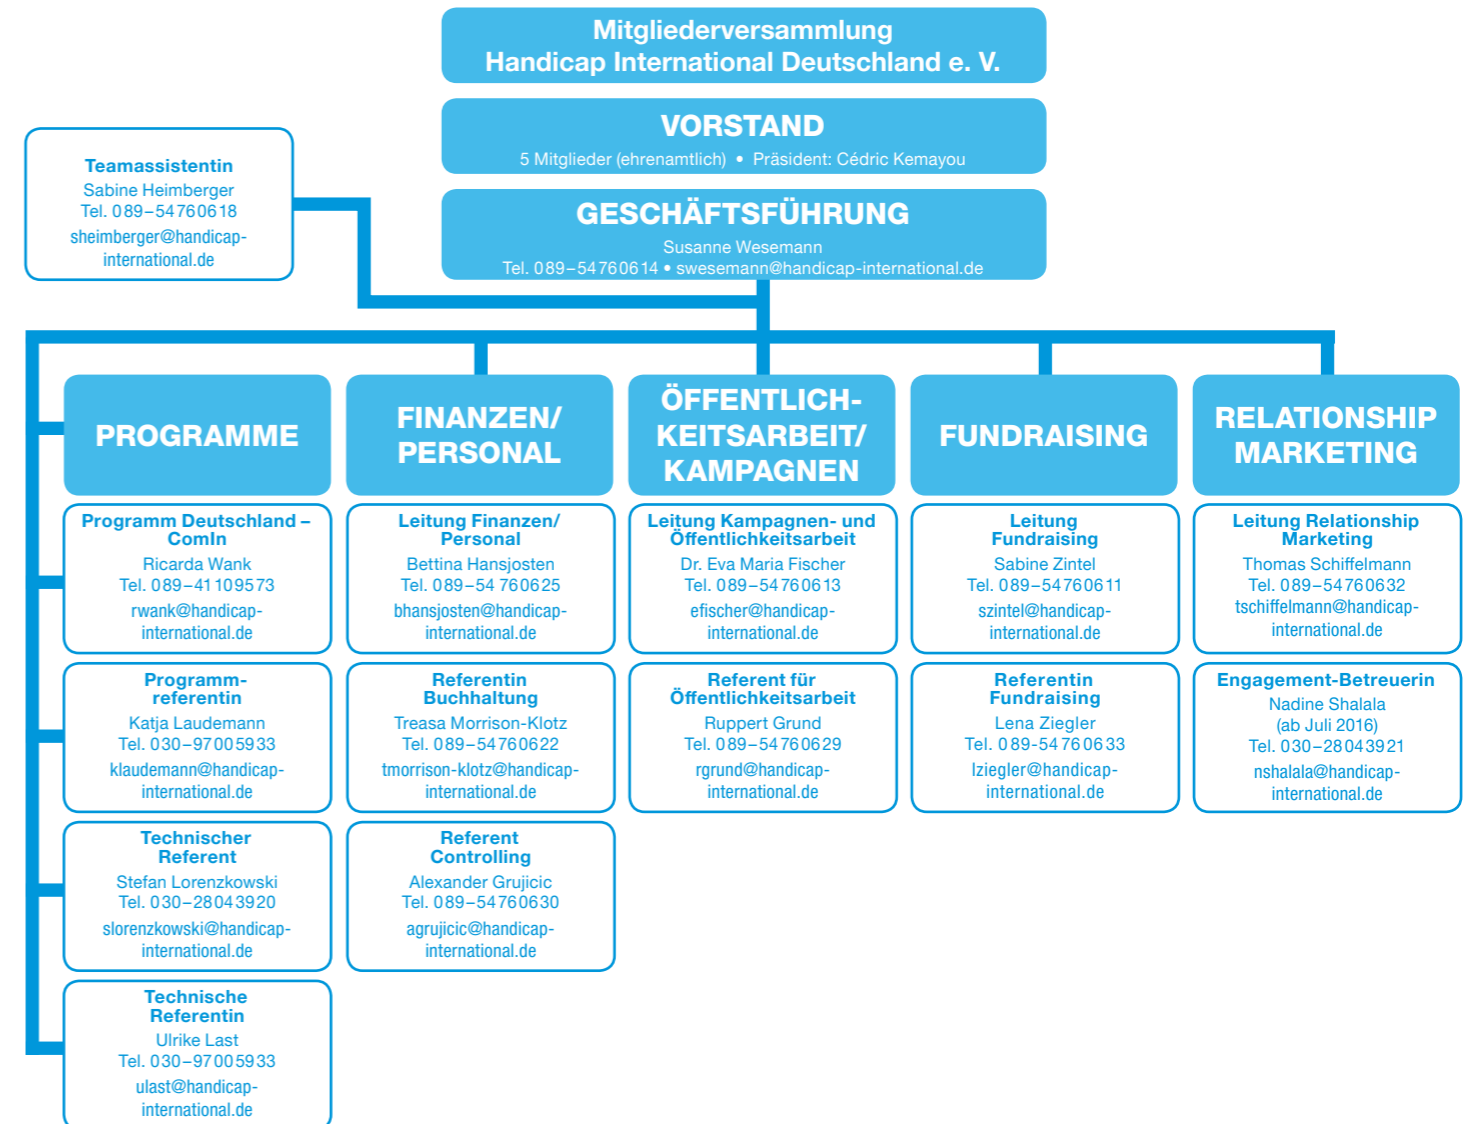 Mitgliederversammlung
Handicap International Deutschland e. V.
VORSTAND
5 Mitglieder (ehrenamtlich) • Präsident: Cédric Kemayou
GESCHÄFTSFÜHRUNG
Susanne Wesemann
Tel. 089–54760614 • swesemann@handicap-international.de
Teamassistentin
Sabine Heimberger
Tel. 089–54760618
sheimberger@handicap-
international.de
PROGRAMME
Programm Deutschland –
ComIn
Ricarda Wank
Tel. 089–41109573
rwank@handicap-
international.de
Programm-
referentin
Katja Laudemann
Tel. 030–97005933
klaudemann@handicap-
international.de
Technischer
Referent
Stefan Lorenzkowski
Tel. 030–28043920
slorenzkowski@handicap-
international.de
Technische
Referentin
Ulrike Last
Tel. 030–97005933
ulast@handicap-
international.de
FINANZEN/
PERSONAL
Leitung Finanzen/
Personal
Bettina Hansjosten
Tel. 089–54 760625
bhansjosten@handicap-
international.de
Referentin
Buchhaltung
Treasa Morrison-Klotz
Tel. 089–54760622
tmorrison-klotz@handicap-
international.de
Referent
Controlling
Alexander Grujicic
Tel. 089–54760630
agrujicic@handicap-
international.de
ÖFFENTLICH-
KEITSARBEIT/
KAMPAGNEN
Leitung Kampagnen- und
Öffentlichkeitsarbeit
Dr. Eva Maria Fischer
Tel. 089–54760613
efischer@handicap-
international.de
Referent für
Öffentlichkeitsarbeit
Ruppert Grund
Tel. 089–54760629
rgrund@handicap-
international.de
FUNDRAISING
Leitung
Fundraising
Sabine Zintel
Tel. 089–54760611
szintel@handicap-
international.de
Referentin
Fundraising
Lena Ziegler
Tel. 089-54760633
lziegler@handicap-
international.de
RELATIONSHIP
MARKETING
Leitung Relationship
Marketing
Thomas Schiffelmann
Tel. 089–54760632
tschiffelmann@handicap-
international.de
Engagement-Betreuerin
Nadine Shalala
(ab Juli 2016)
Tel. 030–28043921
nshalala@handicap-
international.de